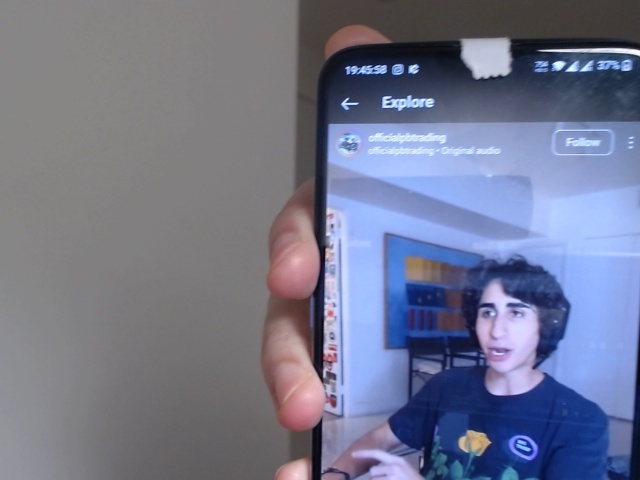 19:45:58
37%
Explore
officialpbtrading
Follow
officialpbtrading • Original audio